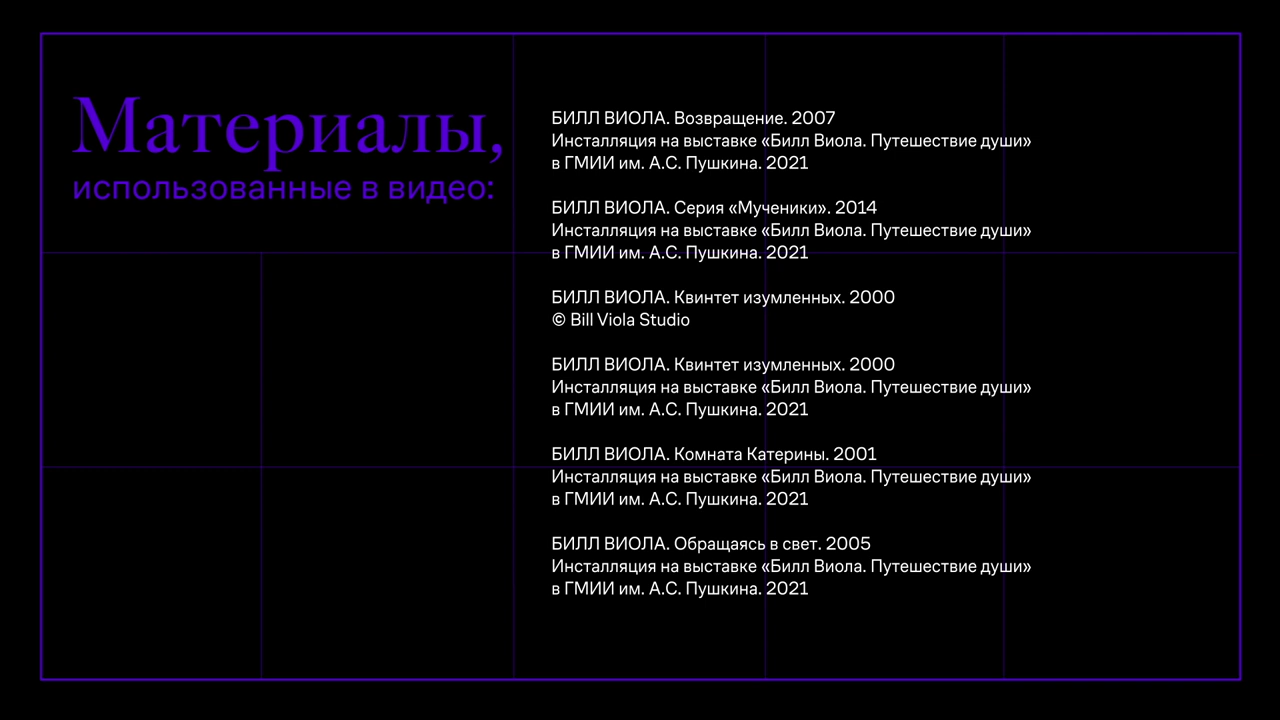 Материалы,
использованные в видео:
БИЛЛ ВИОЛА. Возвращение. 2007
Инсталляция на выставке «Билл Виола. Путешествие души»
в ГМИИ им. А.С. Пушкина. 2021
БИЛЛ ВИОЛА. Серия «Мученики». 2014
Инсталляция на выставке «Билл Виола. Путешествие души»
в ГМИИ им. А.С. Пушкина. 2021
БИЛЛ ВИОЛА. Квинтет изумленных. 2000
© Bill Viola Studio
БИЛЛ ВИОЛА. Квинтет изумленных. 2000
Инсталляция на выставке «Билл Виола. Путешествие души»
в ГМИИ им. А.С. Пушкина. 2021
БИЛЛ ВИОЛА. Комната Катерины. 2001
Инсталляция на выставке «Билл Виола. Путешествие души»
в ГМИИ им. А.С. Пушкина. 2021
БИЛЛ ВИОЛА. Обращаясь в свет. 2005
Инсталляция на выставке «Билл Виола. Путешествие души»
в ГМИИ им. А.С. Пушкина. 2021